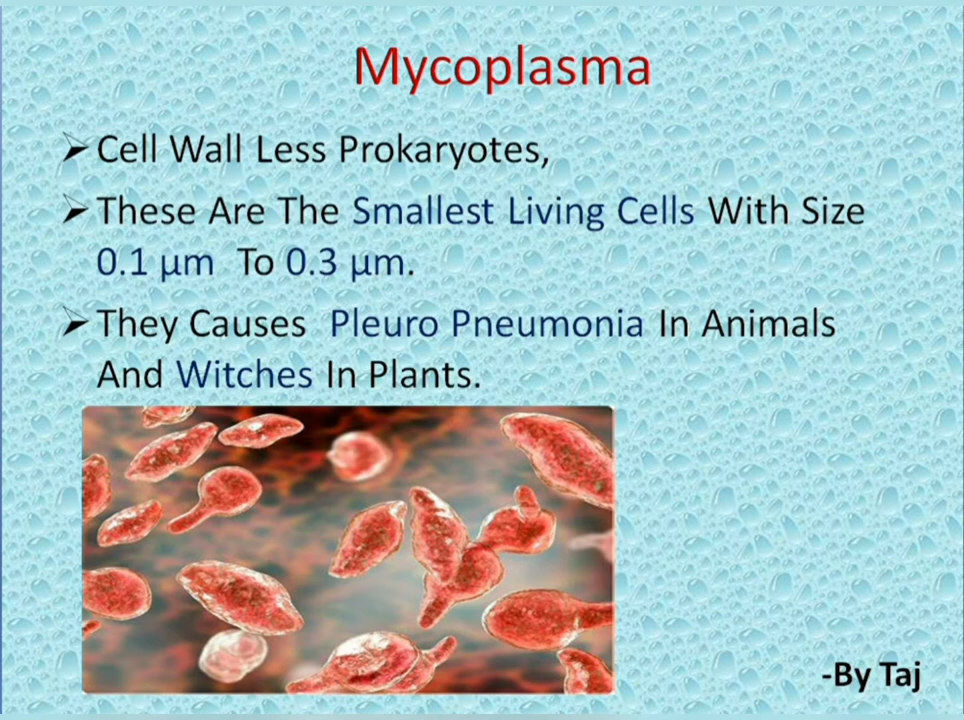 Mycoplasma
➢Cell Wall Less Prokaryotes,
➢These Are The Smallest Living Cells With Size
0.1 μm To 0.3 μm.
➢They Causes Pleuro Pneumonia In Animals
And Witches In Plants.
-By Taj